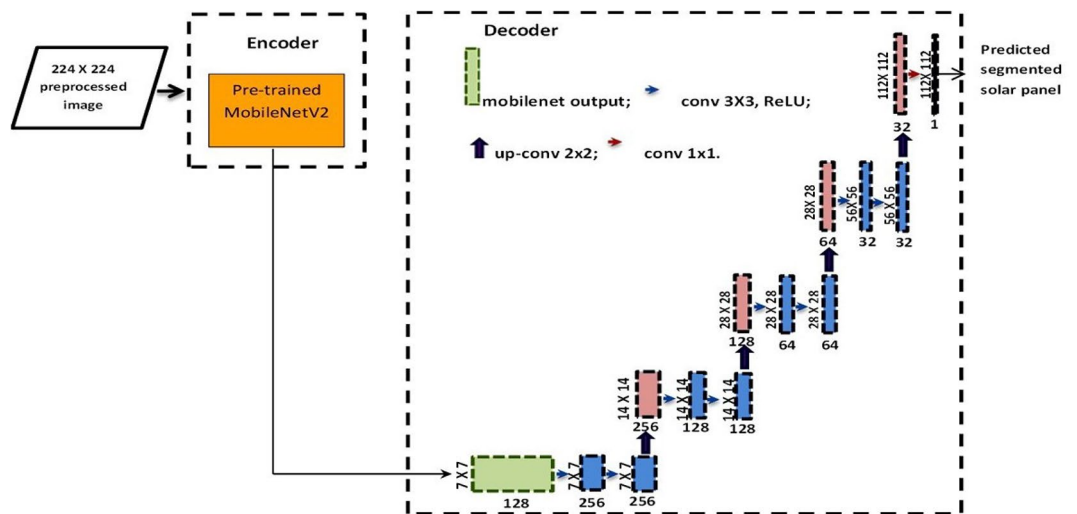 Encoder
224 X 224
preprocessed
image
Pre-trained
MobileNetV2
Decoder
mobilenet output;
conv 3X3, ReLU;
up-conv 2x2;
conv 1x1.
7 X 7
128
7 X 7
256
7 X 7
256
14 X 14
256
14 X 14
128
14 X 14
128
28 X 28
128
28 X 28
64
28 X 28
64
28X 28
64
56X 56
32
56 X 56
32
112X 112
32
112X 112
1
Predicted
segmented
solar panel